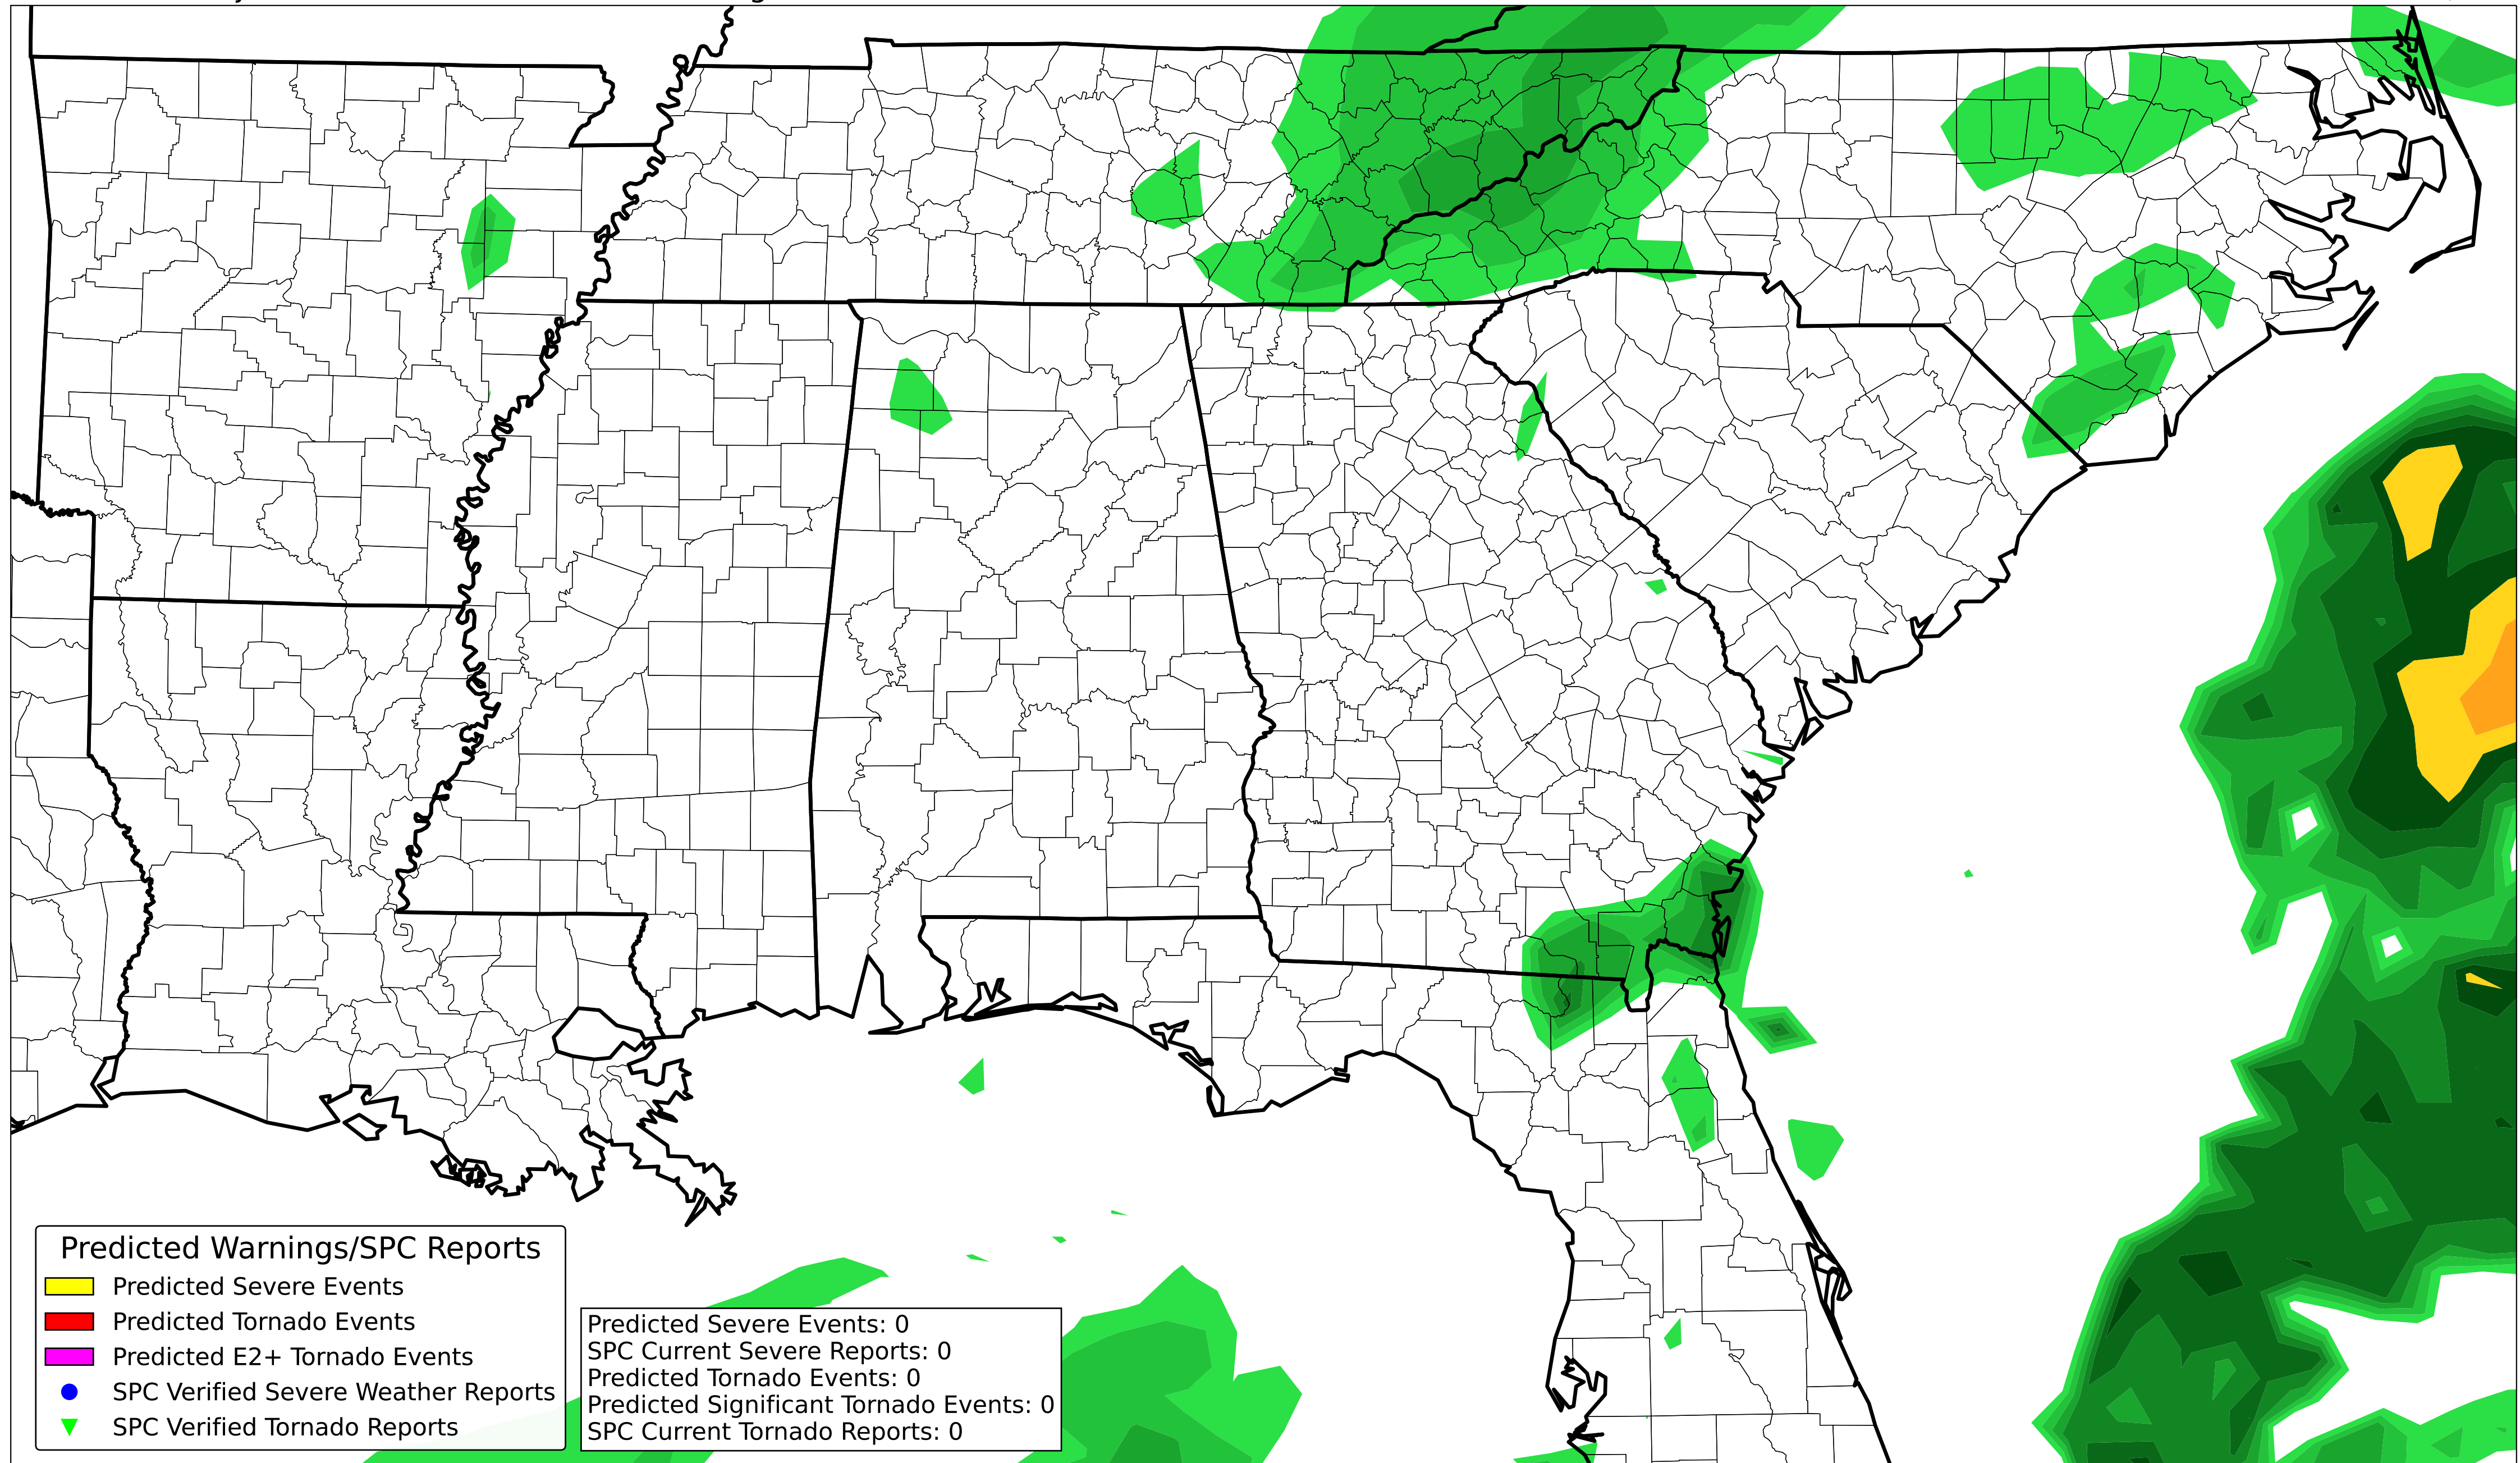 Predicted Warnings/SPC Reports
Predicted Severe Events
Predicted Tornado Events
Predicted E2+ Tornado Events
SPC Verified Severe Weather Reports
SPC Verified Tornado Reports
Predicted Severe Events: 0
SPC Current Severe Reports: 0
Predicted Tornado Events: 0
Predicted Significant Tornado Events: 0
SPC Current Tornado Reports: 0